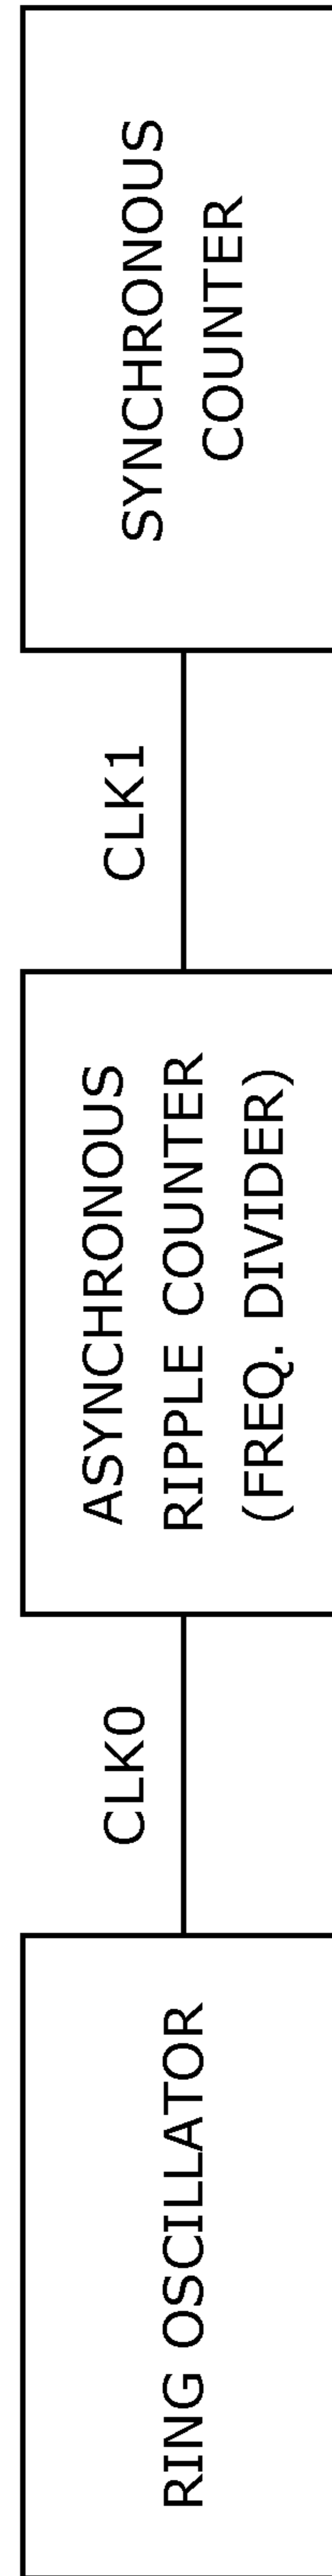 RING OSCILLATOR
CLK0
ASYNCHRONOUS
RIPPLE COUNTER
(FREQ. DIVIDER)
CLK1
SYNCHRONOUS
COUNTER